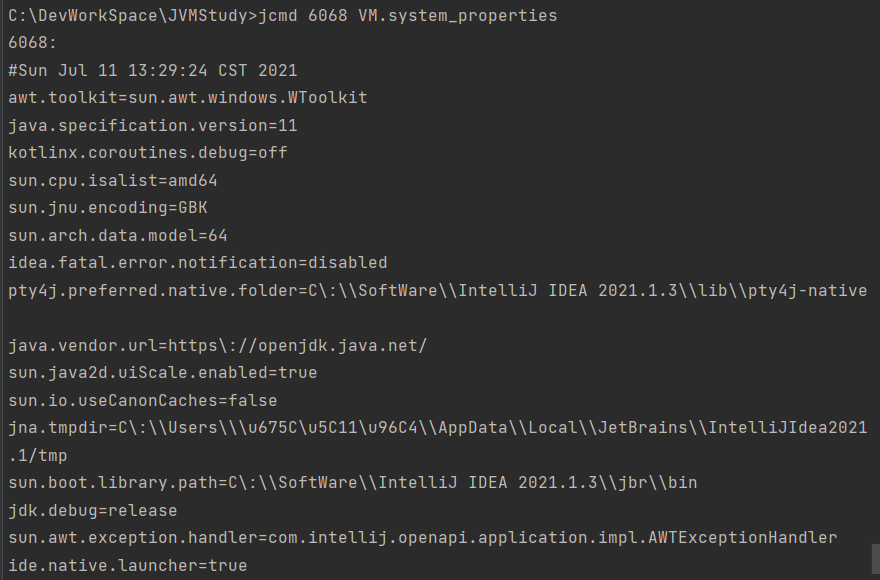 C:\DevWorkSpace\JVMStudy>jcmd 6068 VM.system_properties
6068:
#Sun Jul 11 13:29:24 CST 2021
awt.toolkit=sun.awt.windows.WToolkit
java.specification.version=11
kotlinx.coroutines.debug=off
sun.cpu.isalist=amd64
sun.jnu.encoding=GBK
sun.arch.data.model=64
idea.fatal.error.notification=disabled
pty4j.preferred.native.folder=C\:\\SoftWare\\IntelliJ IDEA 2021.1.3\\lib\\pty4j-native
java.vendor.url=https\://openjdk.java.net/
sun.java2d.uiScale.enabled=true
sun.io.useCanonCaches=false
jna.tmpdir=C\:\\Users\\\u675C\u5C11\u96C4\\AppData\\Local\\JetBrains\\IntelliJIdea2021
.1/tmp
sun.boot.library.path=C\:\\SoftWare\\IntelliJ IDEA 2021.1.3\\jbr\\bin
jdk.debug=release
sun.awt.exception.handler=com.intellij.openapi.application.impl.AWTExceptionHandler
ide.native.launcher=true